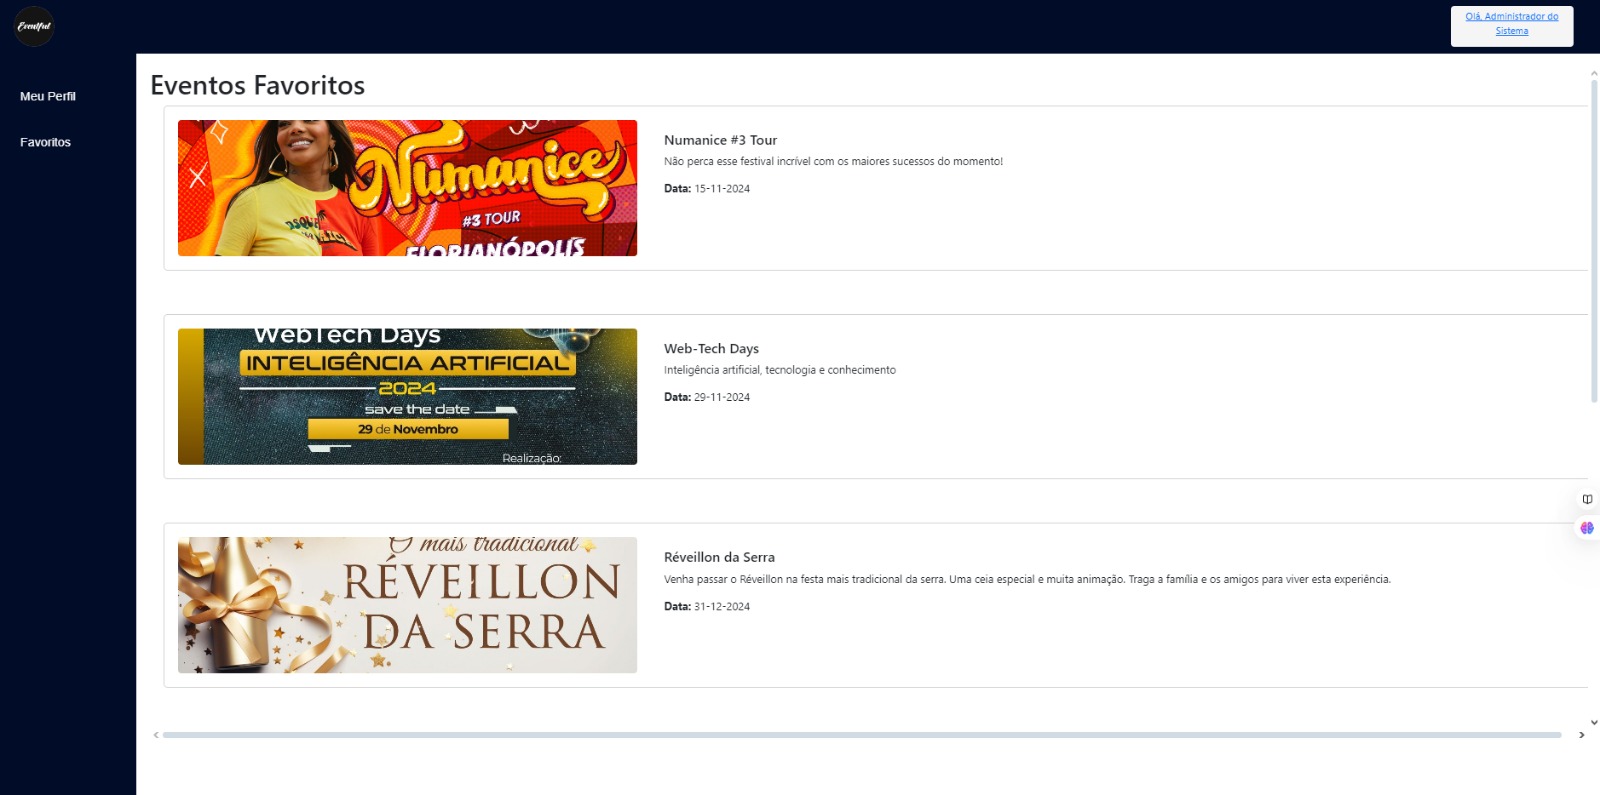 Eventful
Olá, Administrador do
Sistema
Meu Perfil
Favoritos
Eventos Favoritos
Numanice
#3 TOUR
FLORIANÓPOLIS
Numanice #3 Tour
Não perca esse festival incrível com os maiores sucessos do momento!
Data: 15-11-2024
WebTech Days
INTELIGÊNCIA ARTIFICIAL
2024
save the date
29 de Novembro
Realização:
Web-Tech Days
Inteligência artificial, tecnologia e conhecimento
Data: 29-11-2024
O mais tradicional
RÉVEILLON
DA SERRA
Réveillon da Serra
Venha passar o Réveillon na festa mais tradicional da serra. Uma ceia especial e muita animação. Traga a família e os amigos para viver esta experiência.
Data: 31-12-2024